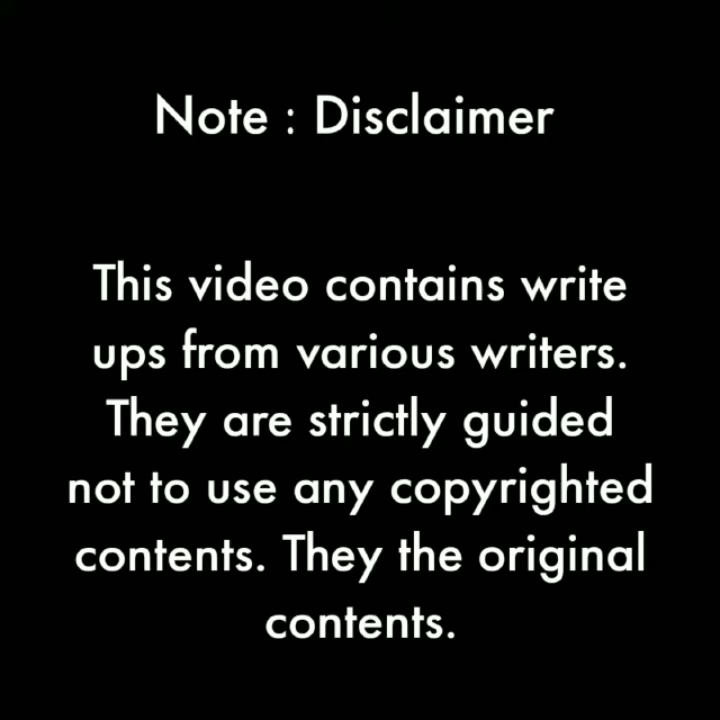 Note : Disclaimer
This video contains write
ups from various writers.
They are strictly guided
not to use any copyrighted
contents. They the original
contents.